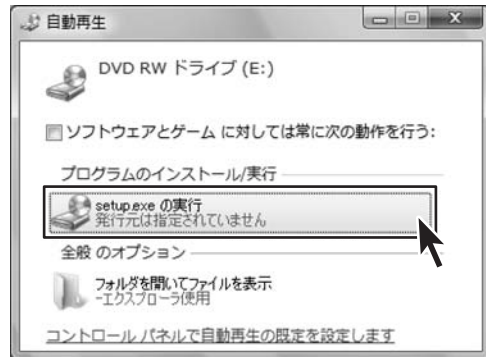 自動再生
DVD RW ドライブ (E:)
ソフトウェアとゲーム に対しては常に次の動作を行う:
プログラムのインストール/実行
setup.exe の実行
発行元は指定されていません
全般 のオプション
フォルダを開いてファイルを表示
-エクスプローラ使用
コントロール パネルで自動再生の既定を設定します